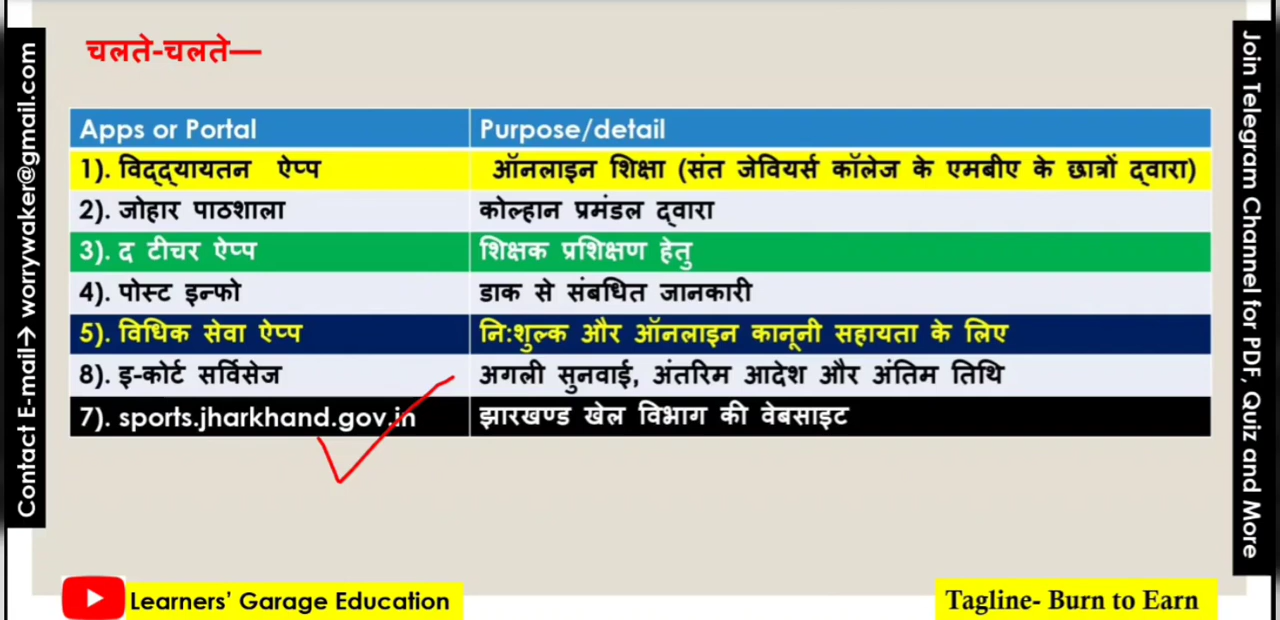 चलते-चलते—
Apps or Portal Purpose/detail
1). विद्द्यायतन ऐप्प ऑनलाइन शिक्षा (संत जेवियर्स कॉलेज के एमबीए के छात्रों द्वारा)
2). जोहार पाठशाला कोल्हान प्रमंडल द्वारा
3). द टीचर ऐप्प शिक्षक प्रशिक्षण हेतु
4). पोस्ट इन्फो डाक से संबधित जानकारी
5). विधिक सेवा ऐप्प नि:शुल्क और ऑनलाइन कानूनी सहायता के लिए
8). इ-कोर्ट सर्विसेज अगली सुनवाई, अंतरिम आदेश और अंतिम तिथि
7). sports.jharkhand.gov.in झारखण्ड खेल विभाग की वेबसाइट
Contact E-mail→ worrywaker@gmail.com
Join Telegram Channel for PDF, Quiz and More
Learners’ Garage Education
Tagline- Burn to Earn